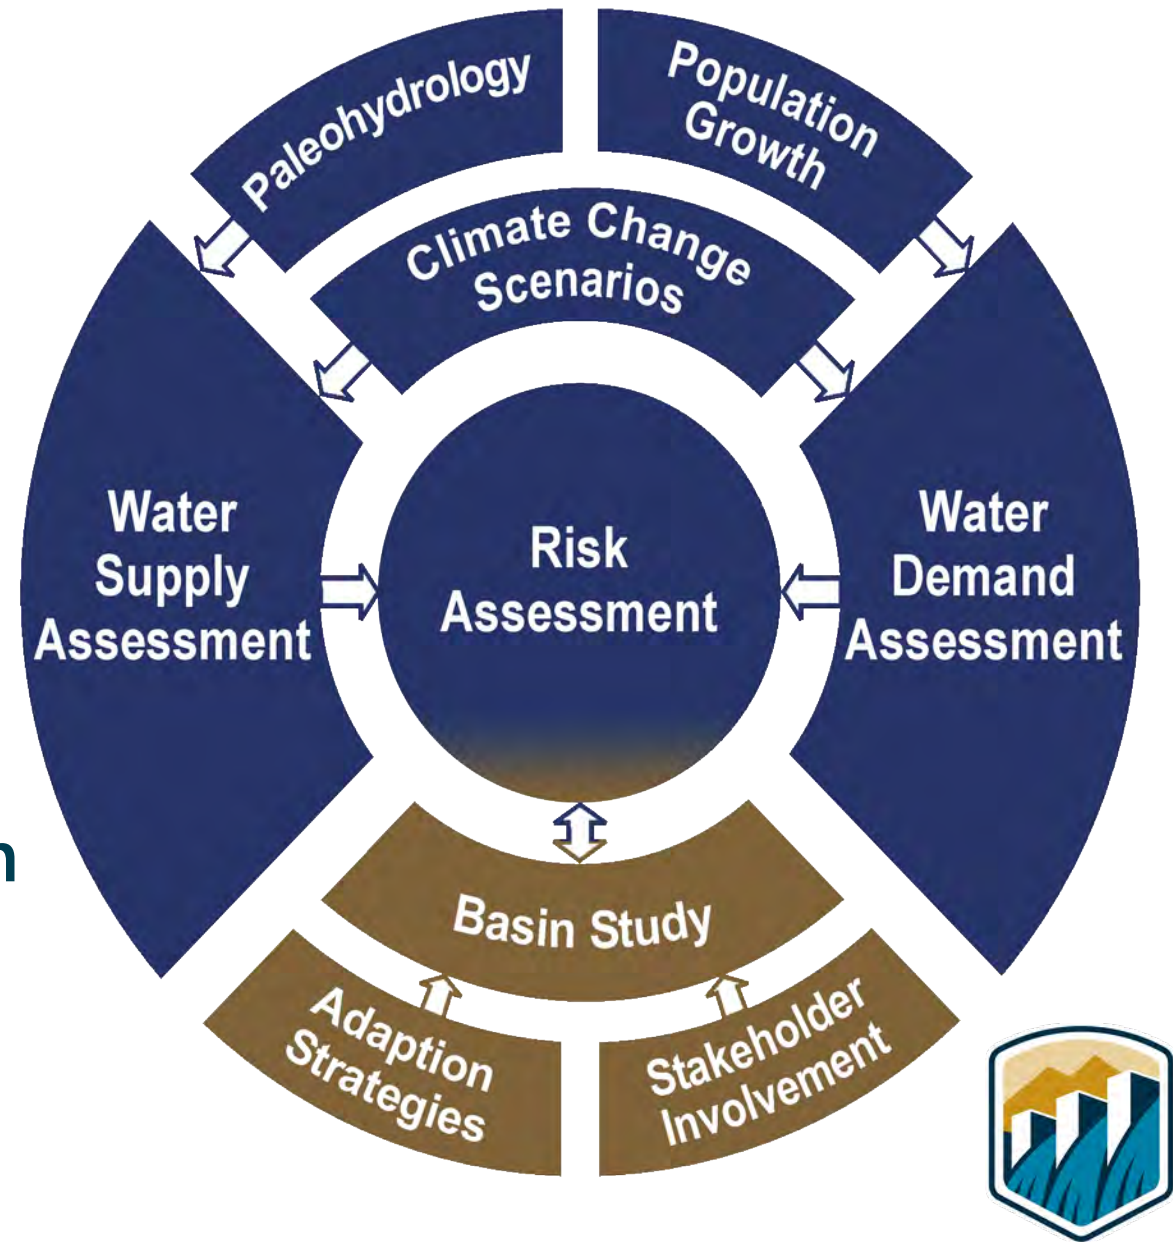 Paleohydrology
Population
Growth
Climate Change
Scenarios
Water
Supply
Assessment
Risk
Assessment
Water
Demand
Assessment
n
Basin Study
Adaption
Strategies
Stakeholder
Involvement